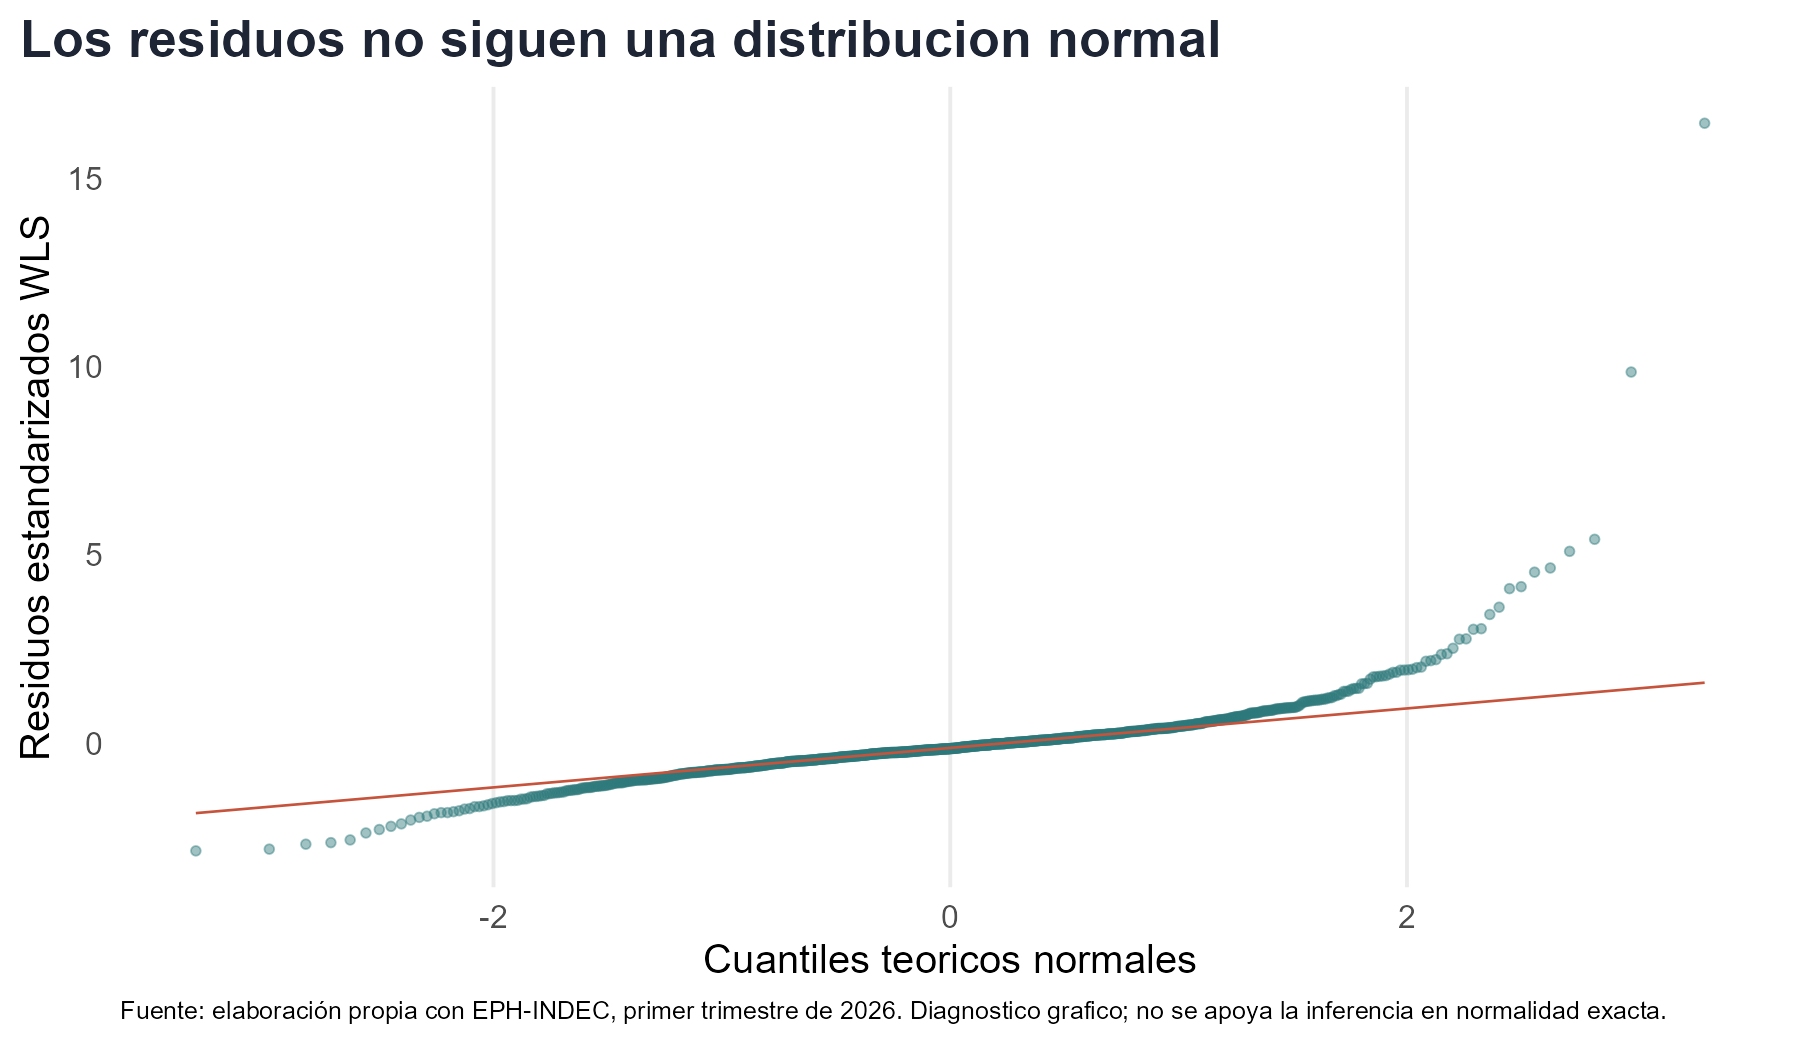 Los residuos no siguen una distribucion normal
Residuos estandarizados WLS
15
10
5
0
-2
0
2
Cuantiles teoricos normales
Fuente: elaboración propia con EPH-INDEC, primer trimestre de 2026. Diagnostico grafico; no se apoya la inferencia en normalidad exacta.